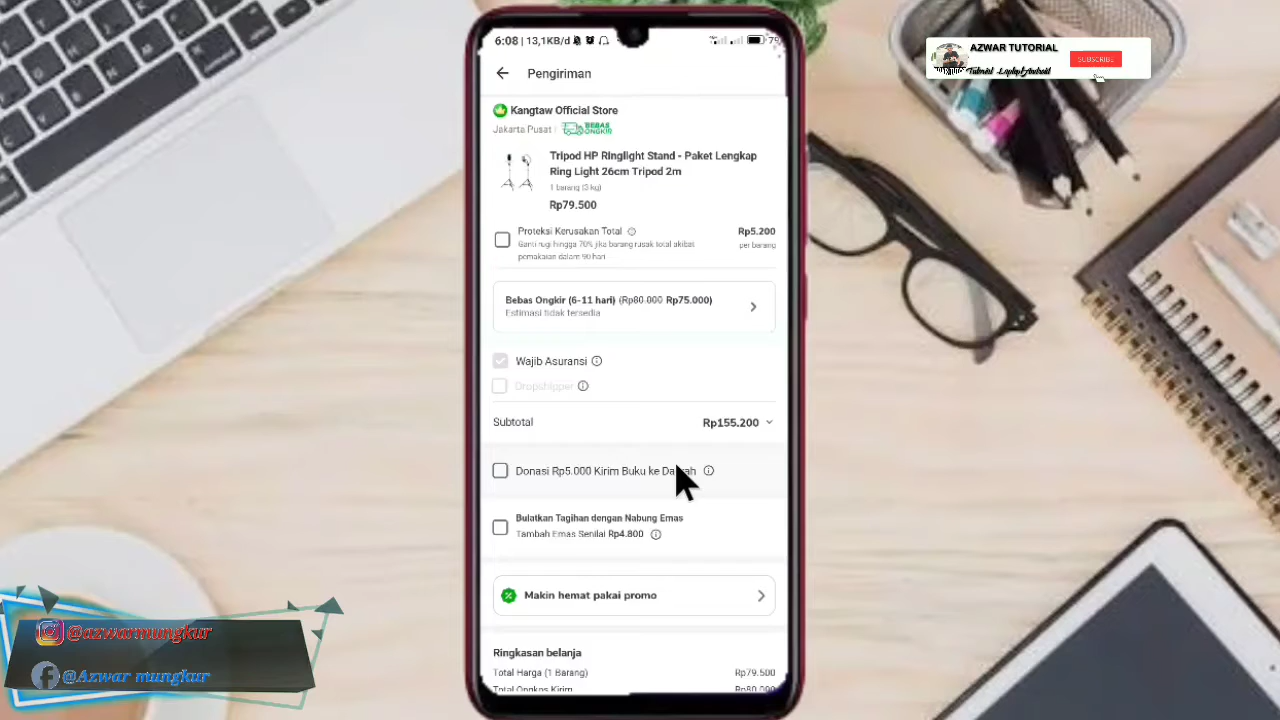 6:08 | 13,1KB/d
Pengiriman
Kangtaw Official Store
Jakarta Pusat
BEBAS ONGKIR
Tripod HP Ringlight Stand - Paket Lengkap
Ring Light 26cm Tripod 2m
1 barang (3 kg)
Rp79.500
Proteksi Kerusakan Total
Rp5.200
Ganti rugi hingga 70% jika barang rusak total akibat
per barang
pemakaian dalam 90 hari
Bebas Ongkir (6-11 hari) (Rp80.000 Rp75.000)
Estimasi tidak tersedia
Wajib Asuransi
Dropshipper
Subtotal
Rp155.200
Donasi Rp5.000 Kirim Buku ke
Bulatkan Tagihan dengan Nabung Emas
Tambah Emas Senilai Rp4.800
Makin hemat pakai promo
Ringkasan belanja
Total Harga (1 Barang)
Rp79.500
Total Ongkos Kirim
Rp80.000
AZWAR TUTORIAL
Tutorial -Laptop/Android
SUBSCRIBE
@azwarmungkur
@Azwar mungkur